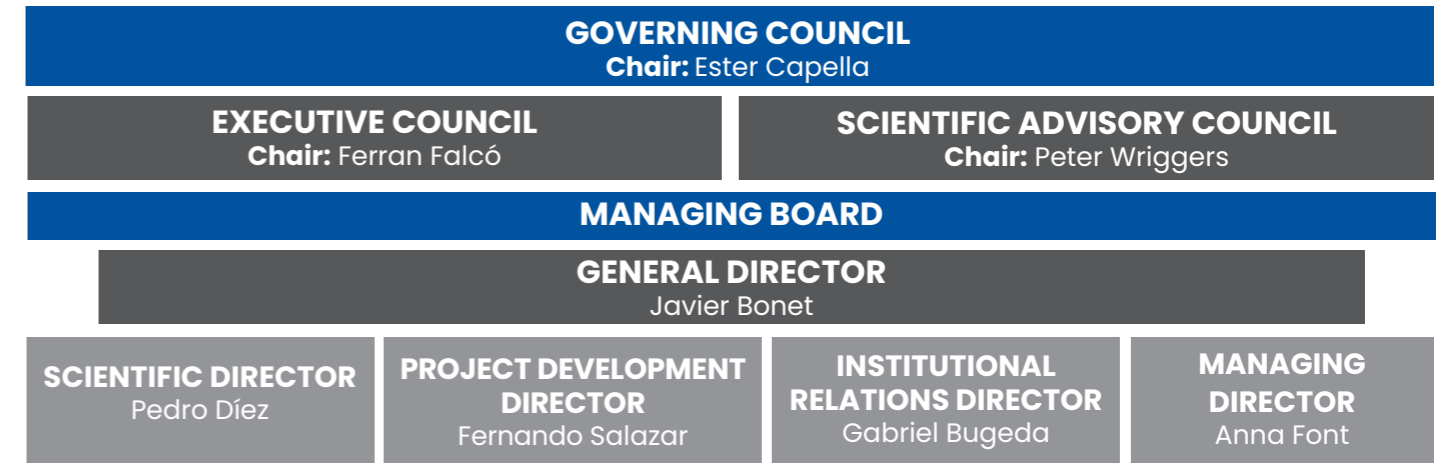 GOVERNING COUNCIL
Chair: Ester Capella
EXECUTIVE COUNCIL
Chair: Ferran Falcó
SCIENTIFIC ADVISORY COUNCIL
Chair: Peter Wriggers
MANAGING BOARD
GENERAL DIRECTOR
Javier Bonet
SCIENTIFIC DIRECTOR
Pedro Díez
PROJECT DEVELOPMENT
DIRECTOR
Fernando Salazar
INSTITUTIONAL
RELATIONS DIRECTOR
Gabriel Bugeda
MANAGING
DIRECTOR
Anna Font